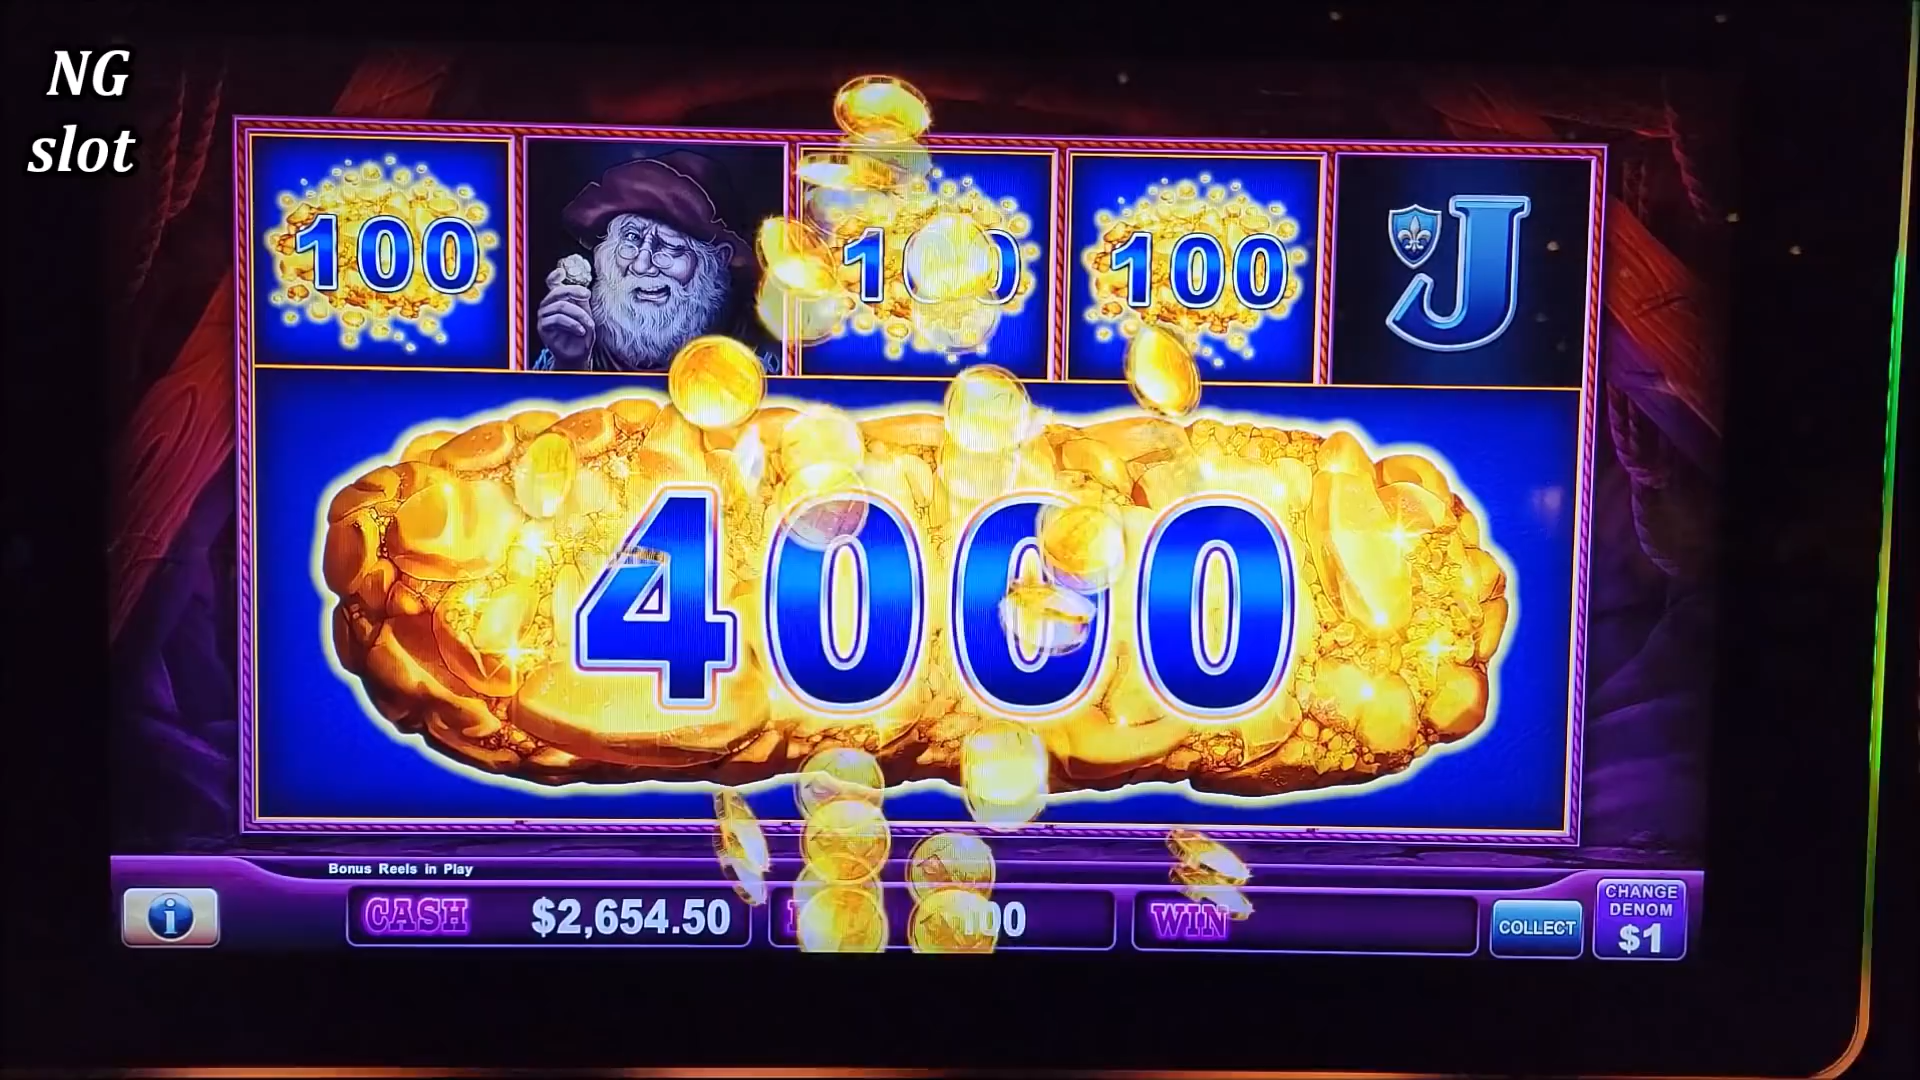 NG
slot
100
100
100
J
4000
Bonus Reels in Play
CASH $2,654.50
100
WIN
COLLECT
CHANGE
DENOM
$1